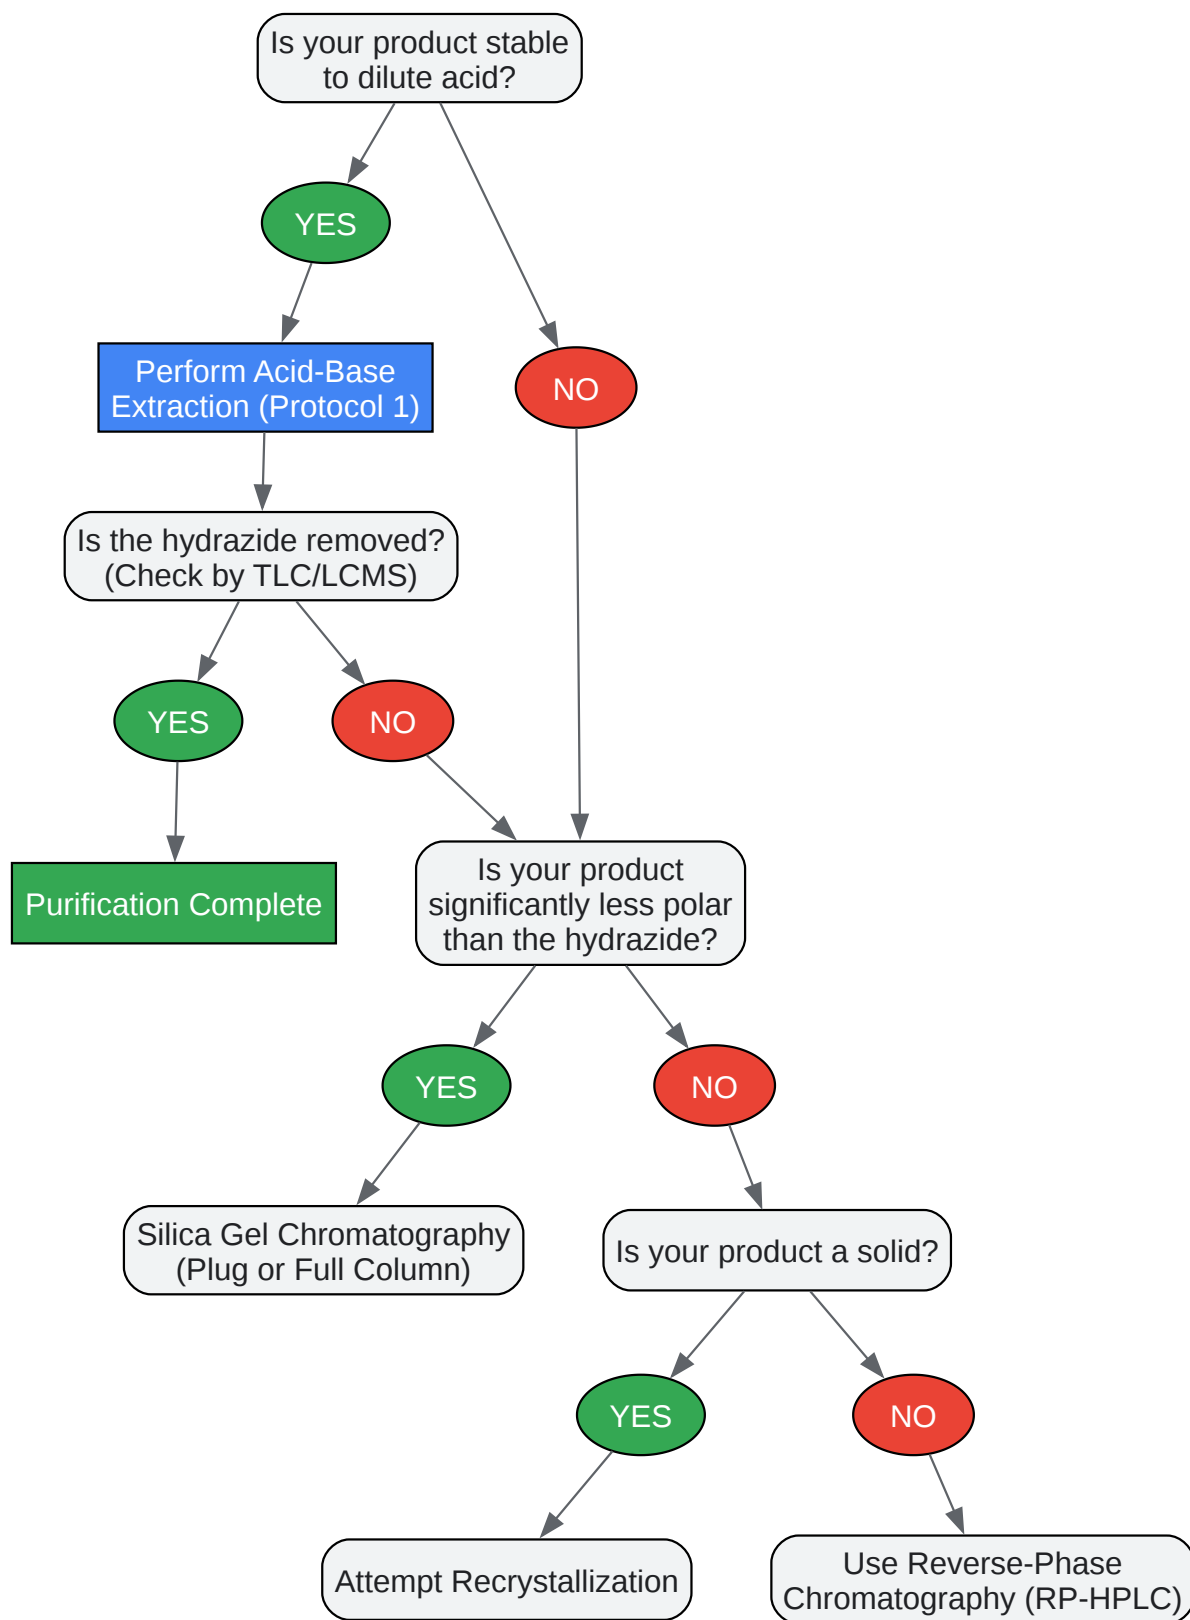 Is your product stable
to dilute acid?
YES
Perform Acid-Base
Extraction (Protocol 1)
NO
Is the hydrazide removed?
(Check by TLC/LCMS)
YES
NO
Purification Complete
Is your product
significantly less polar
than the hydrazide?
YES
NO
Silica Gel Chromatography
(Plug or Full Column)
Is your product a solid?
YES
NO
Attempt Recrystallization
Use Reverse-Phase
Chromatography (RP-HPLC)